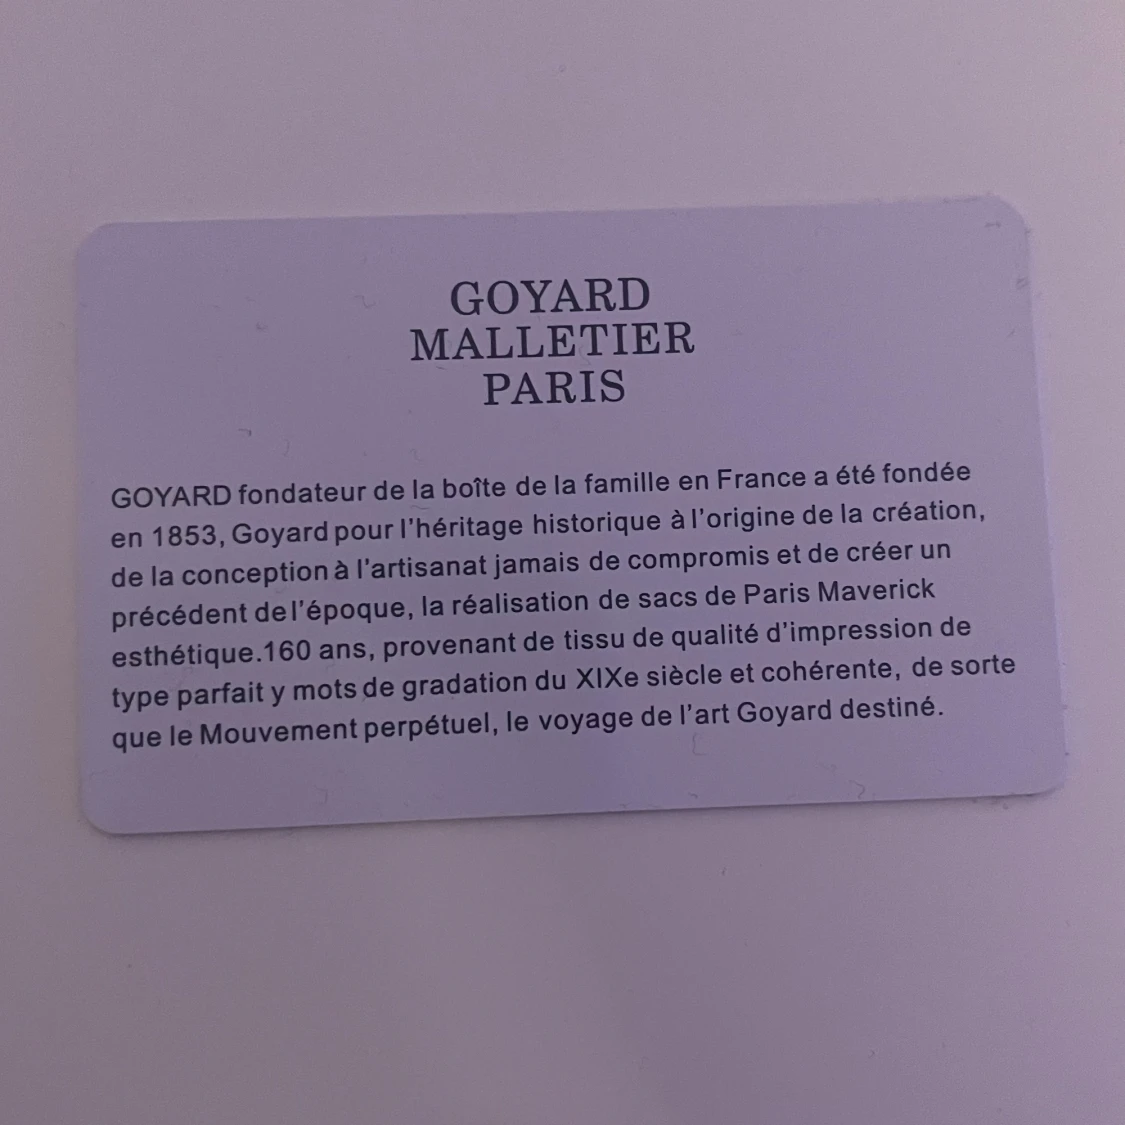 GOYARD
MALLETIER
PARIS
GOYARD fondateur de la boîte de la famille en France a été fondée
en 1853, Goyard pour l'héritage historique à l'origine de la création,
de la conception à l'artisanat jamais de compromis et de créer un
précédent de l'époque, la réalisation de sacs de Paris Maverick
esthétique.160 ans, provenant de tissu de qualité d'impression de
type parfait y mots de gradation du XIXe siècle et cohérente, de sorte
que le Mouvement perpétuel, le voyage de l'art Goyard destiné.